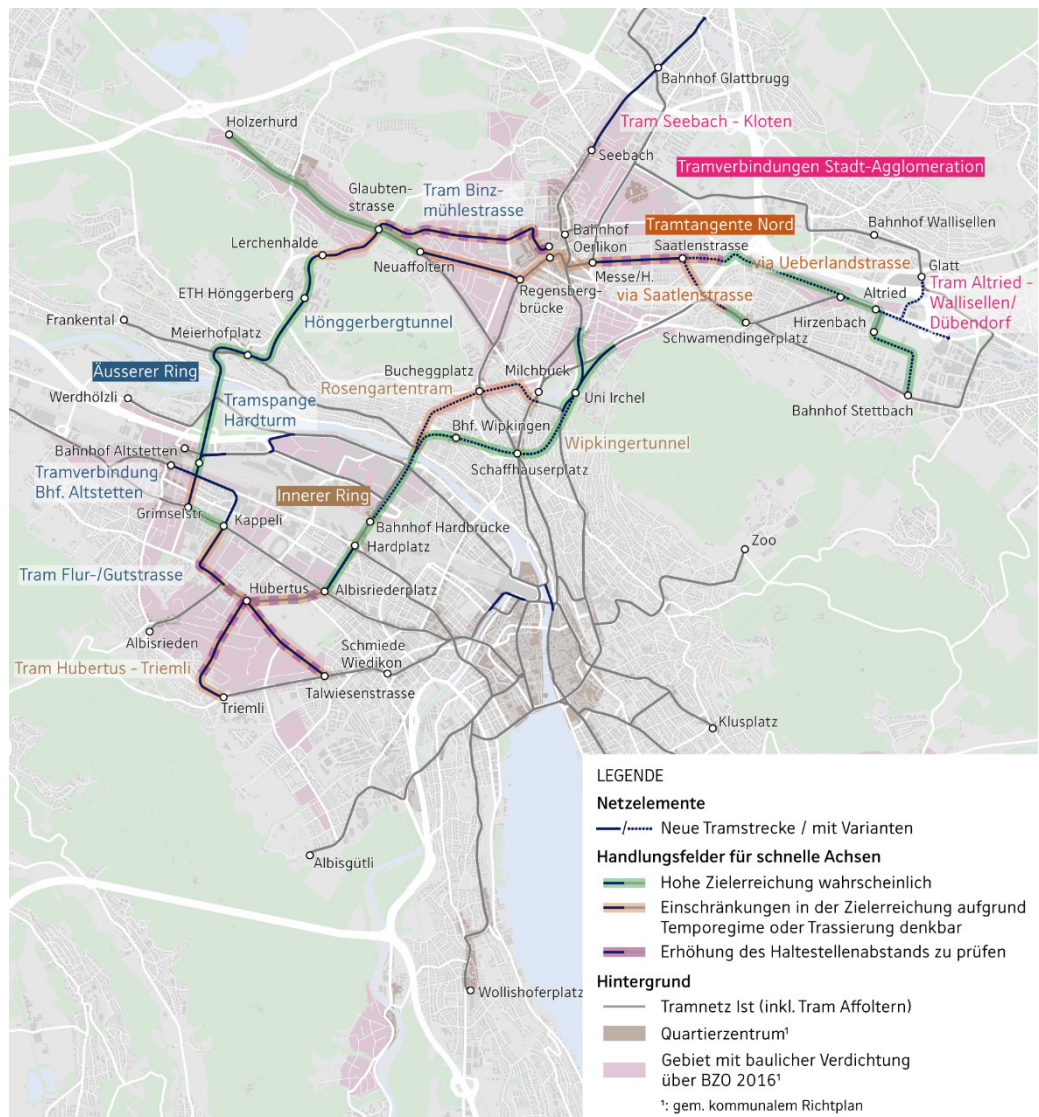 Bahnhof Glattbrugg
Holzerhurd
Tram Seebach - Kloten
Seebach
Tramverbindungen Stadt-Agglomeration
Glaubten-
strasse
Tram Binz-
mühlestrasse
Bahnhof
Oerlikon
Tramtangente Nord
Bahnhof Wallisellen
Lerchenhalde
Saatlenstrasse
Neuaffoltern
Messe/H.
via Ueberlandstrasse
Glatt
Regensberg-
brücke
via Saatlenstrasse
Altried
Tram Altried -
Wallisellen/
Dübendorf
ETH Hönggerberg
Hirzenbach
Frankental
Hönggerbergtunnel
Schwamendingerplatz
Meierhofplatz
Äusserer Ring
Bucheggplatz
Milchbuck
Werdhölzli
Rosengartentram
Uni Irchel
Bahnhof Stettbach
Tramspange
Hardturm
Bhf. Wipkingen
Wipkingertunnel
Bahnhof Altstetten
Schaffhauserplatz
Tramverbindung
Bhf. Altstetten
Innerer Ring
Grimselstr.
Kappeli
Bahnhof Hardbrücke
Hardplatz
Zoo
Tram Flur-/Gutstrasse
Hubertus
Albisriederplatz
Albisrieden
Schmiede
Wiedikon
Tram Hubertus - Triemli
Talwiesenstrasse
Triemli
Klusplatz
Albisgütli
Wollishoferplatz
LEGENDE
Netzelemente
Neue Tramstrecke / mit Varianten
Handlungsfelder für schnelle Achsen
Hohe Zielerreichung wahrscheinlich
Einschränkungen in der Zielerreichung aufgrund
Temporegime oder Trassierung denkbar
Erhöhung des Haltestellenabstands zu prüfen
Hintergrund
Tramnetz Ist (inkl. Tram Affoltern)
Quartierzentrum¹
Gebiet mit baulicher Verdichtung
über BZO 2016¹
¹: gem. kommunalem Richtplan